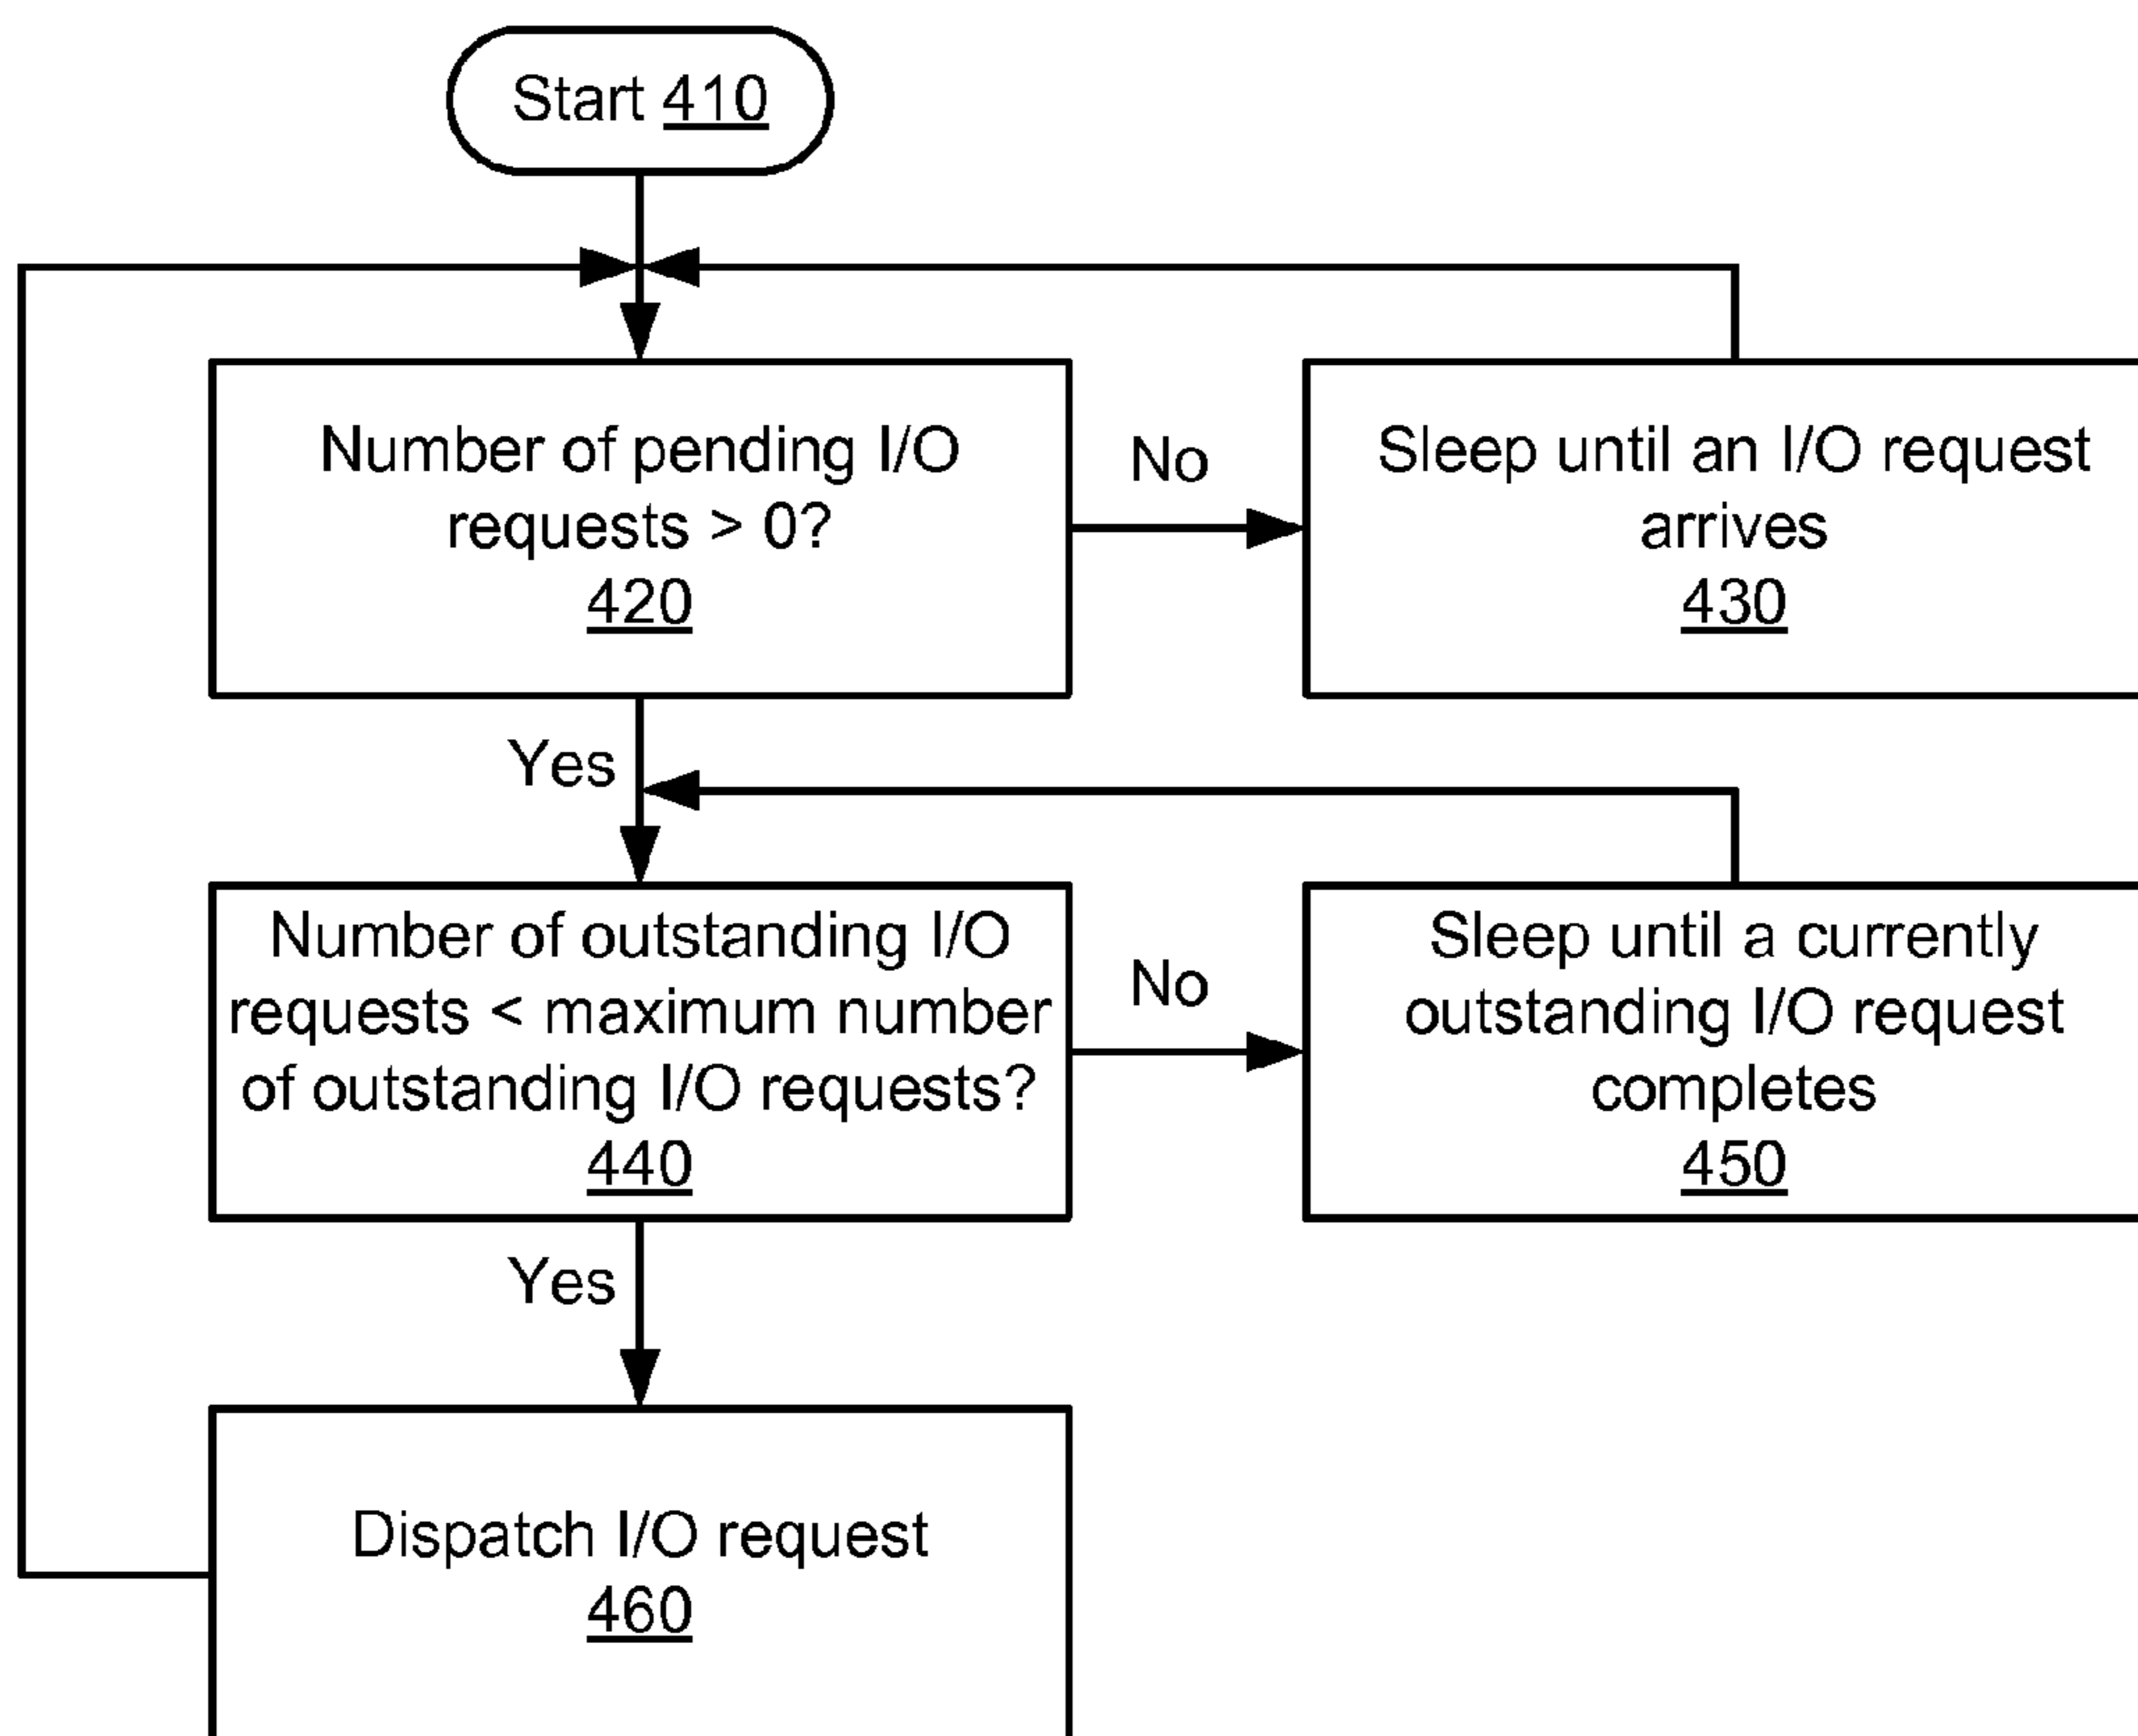 Start 410
Number of pending I/O
requests > 0?
420
No
Sleep until an I/O request
arrives
430
Yes
Number of outstanding I/O
requests < maximum number
of outstanding I/O requests?
440
No
Sleep until a currently
outstanding I/O request
completes
450
Yes
Dispatch I/O request
460